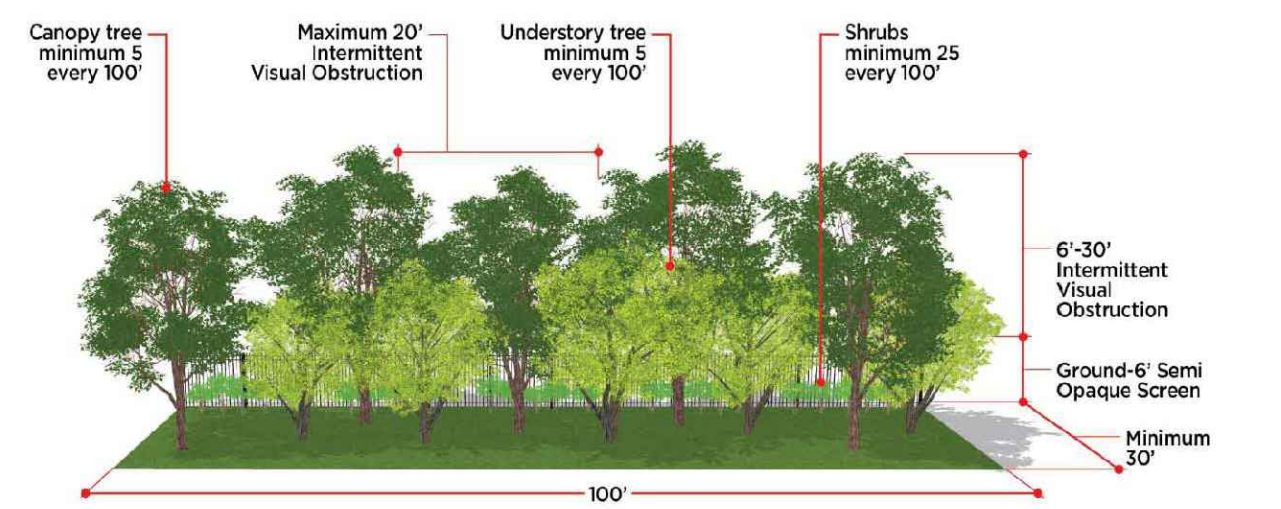 Canopy tree
minimum 5
every 100'
Maximum 20'
Intermittent
Visual Obstruction
Understory tree
minimum 5
every 100'
Shrubs
minimum 25
every 100'
6'-30'
Intermittent
Visual
Obstruction
Ground-6' Semi
Opaque Screen
Minimum
30'
100'